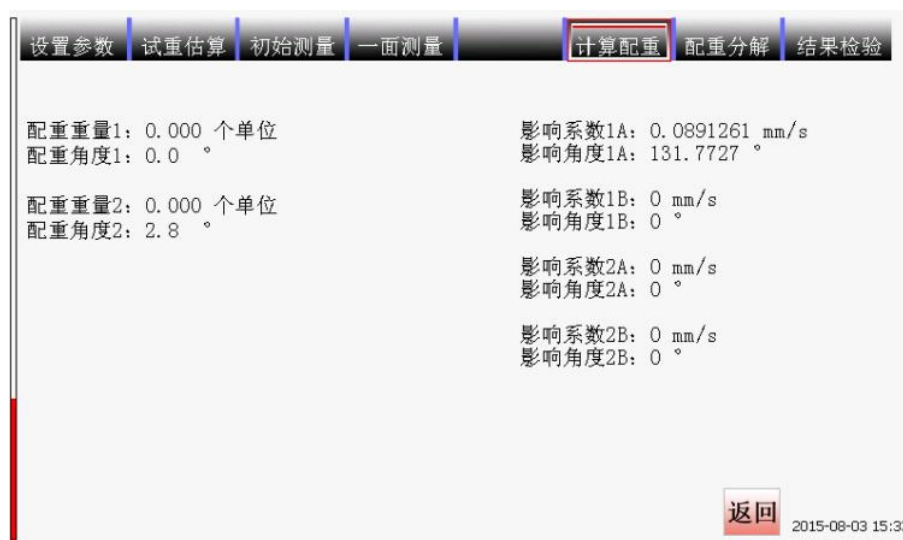 设置参数 试重估算 初始测量 一面测量 计算配重 配重分解 结果检验
配重重量1: 0.000 个单位
配重角度1: 0.0 °
配重重量2: 0.000 个单位
配重角度2: 2.8 °
影响系数1A: 0.0891261 mm/s
影响角度1A: 131.7727 °
影响系数1B: 0 mm/s
影响角度1B: 0 °
影响系数2A: 0 mm/s
影响角度2A: 0 °
影响系数2B: 0 mm/s
影响角度2B: 0 °
返回
2015-08-03 15:3